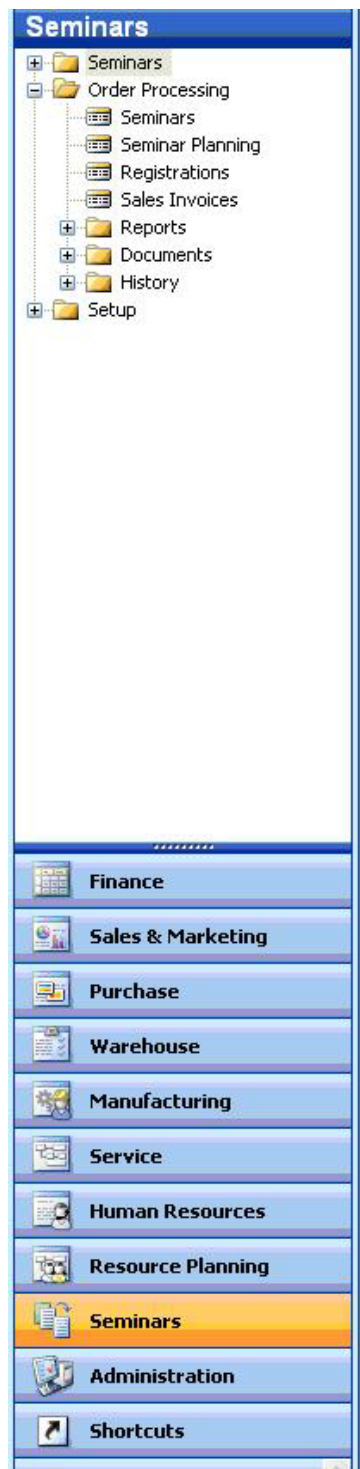 Seminars
Seminars
Order Processing
Seminars
Seminar Planning
Registrations
Sales Invoices
Reports
Documents
History
Setup
Finance
Sales & Marketing
Purchase
Warehouse
Manufacturing
Service
Human Resources
Resource Planning
Seminars
Administration
Shortcuts